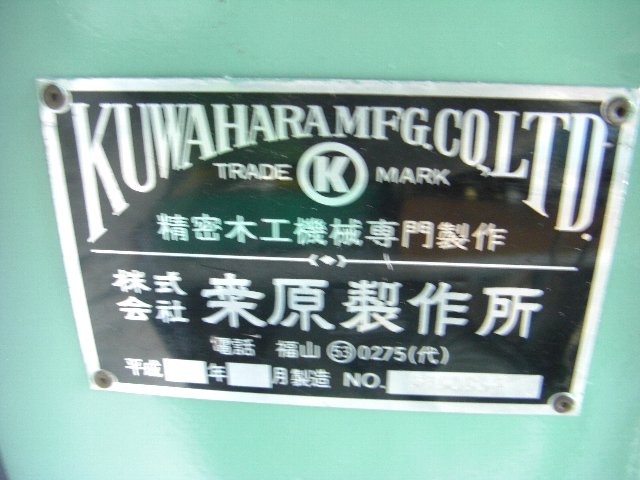 KUWAHARA MFG. CO., LTD.
TRADE K MARK
精密木工機械専門製作
株式会社 桒原製作所
電話 福山 53 0275(代)
平成 年 月製造 NO.